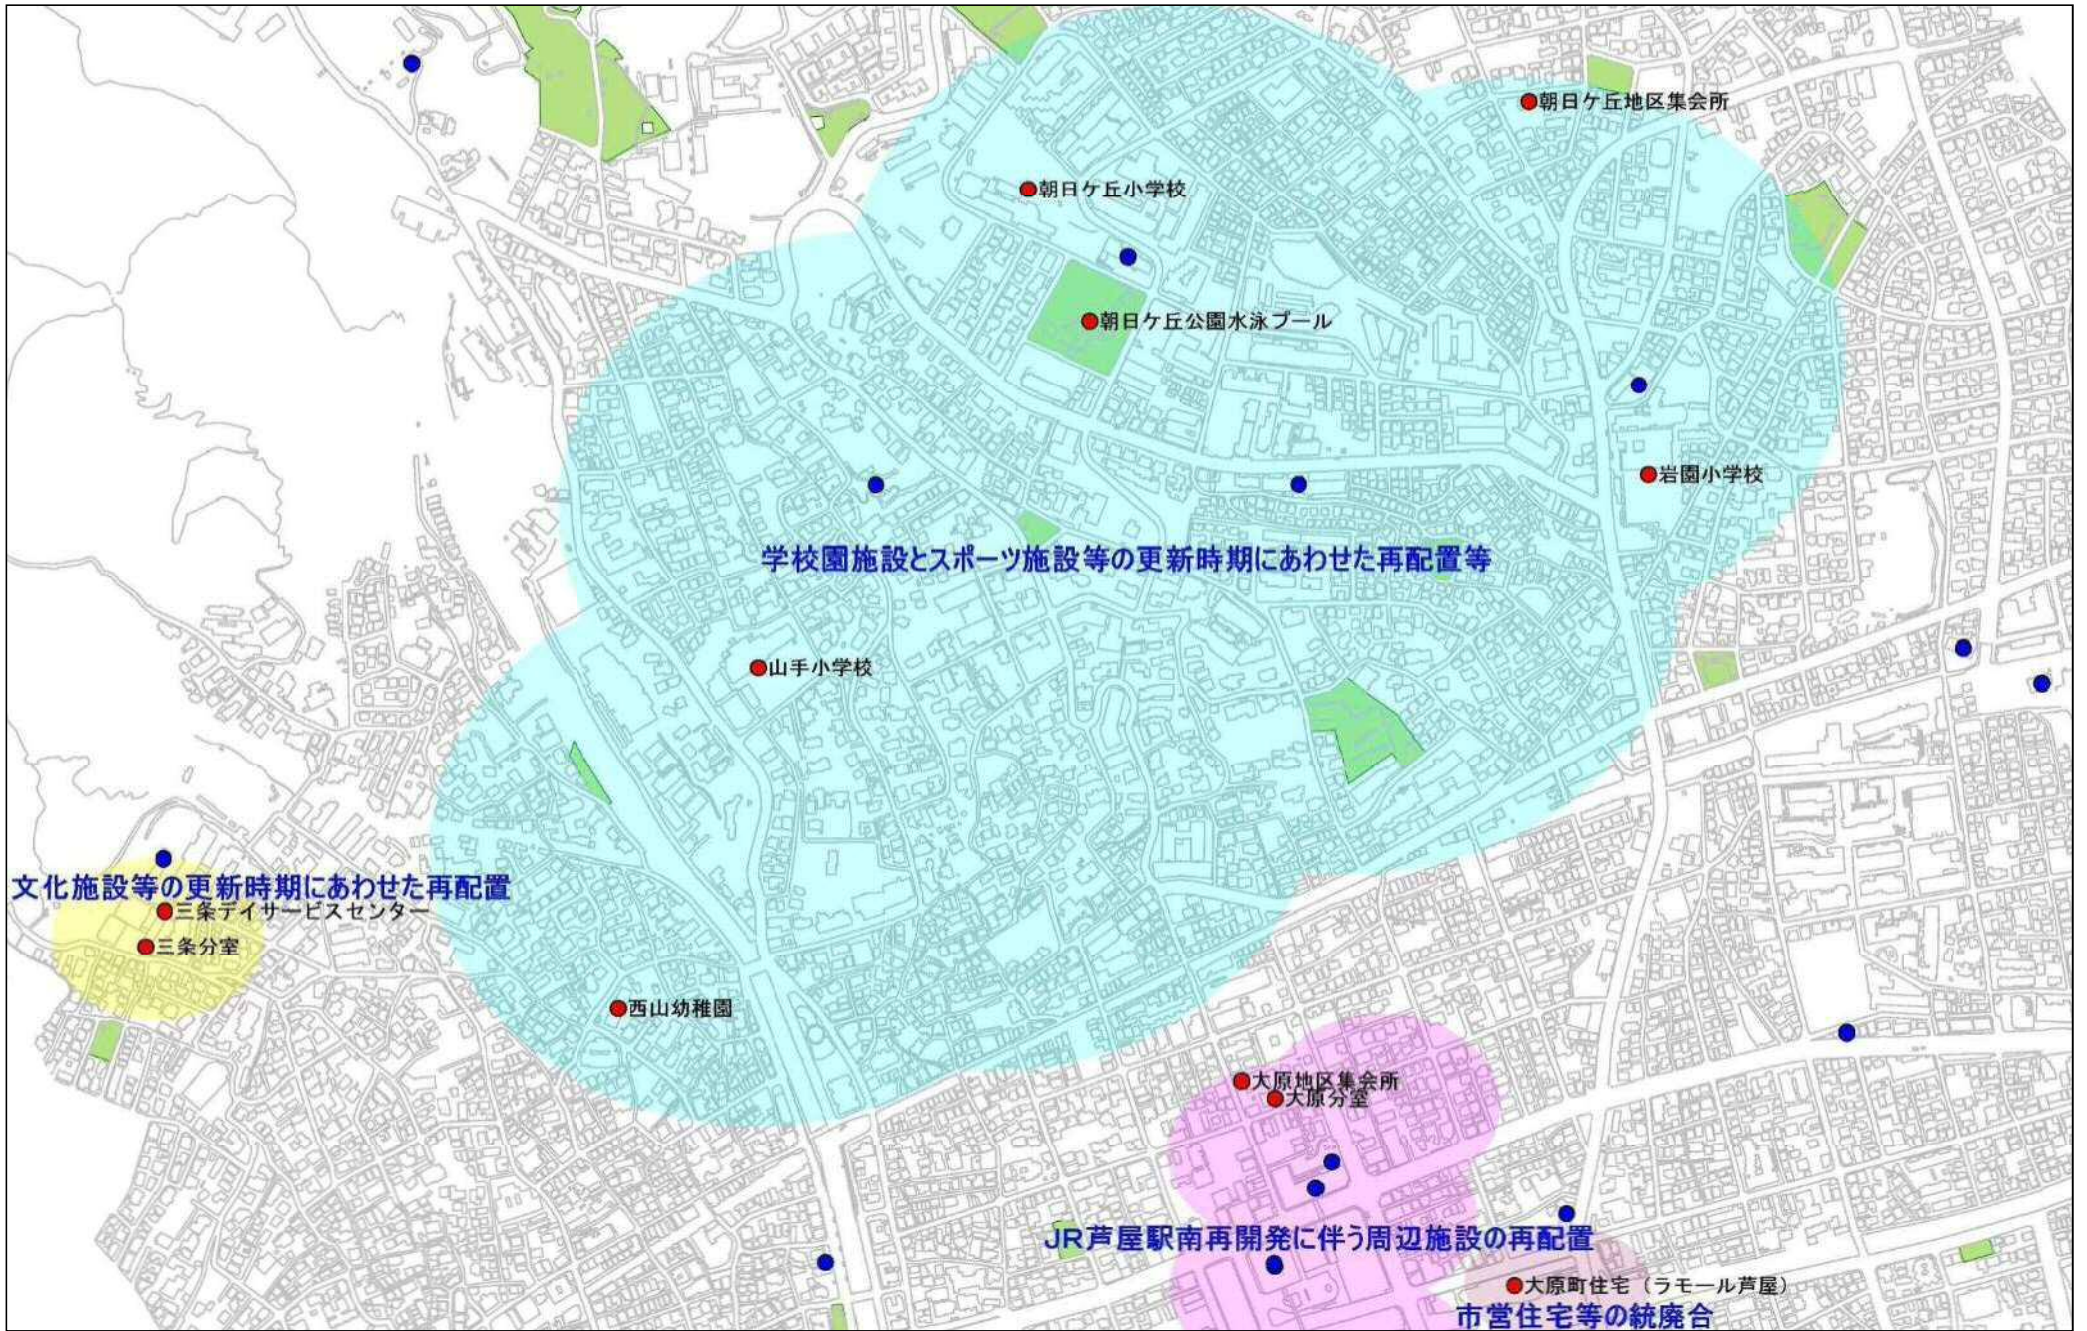 朝日ケ丘地区集会所
朝日ケ丘小学校
朝日ケ丘公園水泳プール
岩園小学校
学校園施設とスポーツ施設等の更新時期にあわせた再配置等
山手小学校
文化施設等の更新時期にあわせた再配置
三条デイサービスセンター
三条分室
西山幼稚園
大原地区集会所
大原分室
JR芦屋駅南再開発に伴う周辺施設の再配置
大原町住宅（ラモール芦屋）
市営住宅等の統廃合